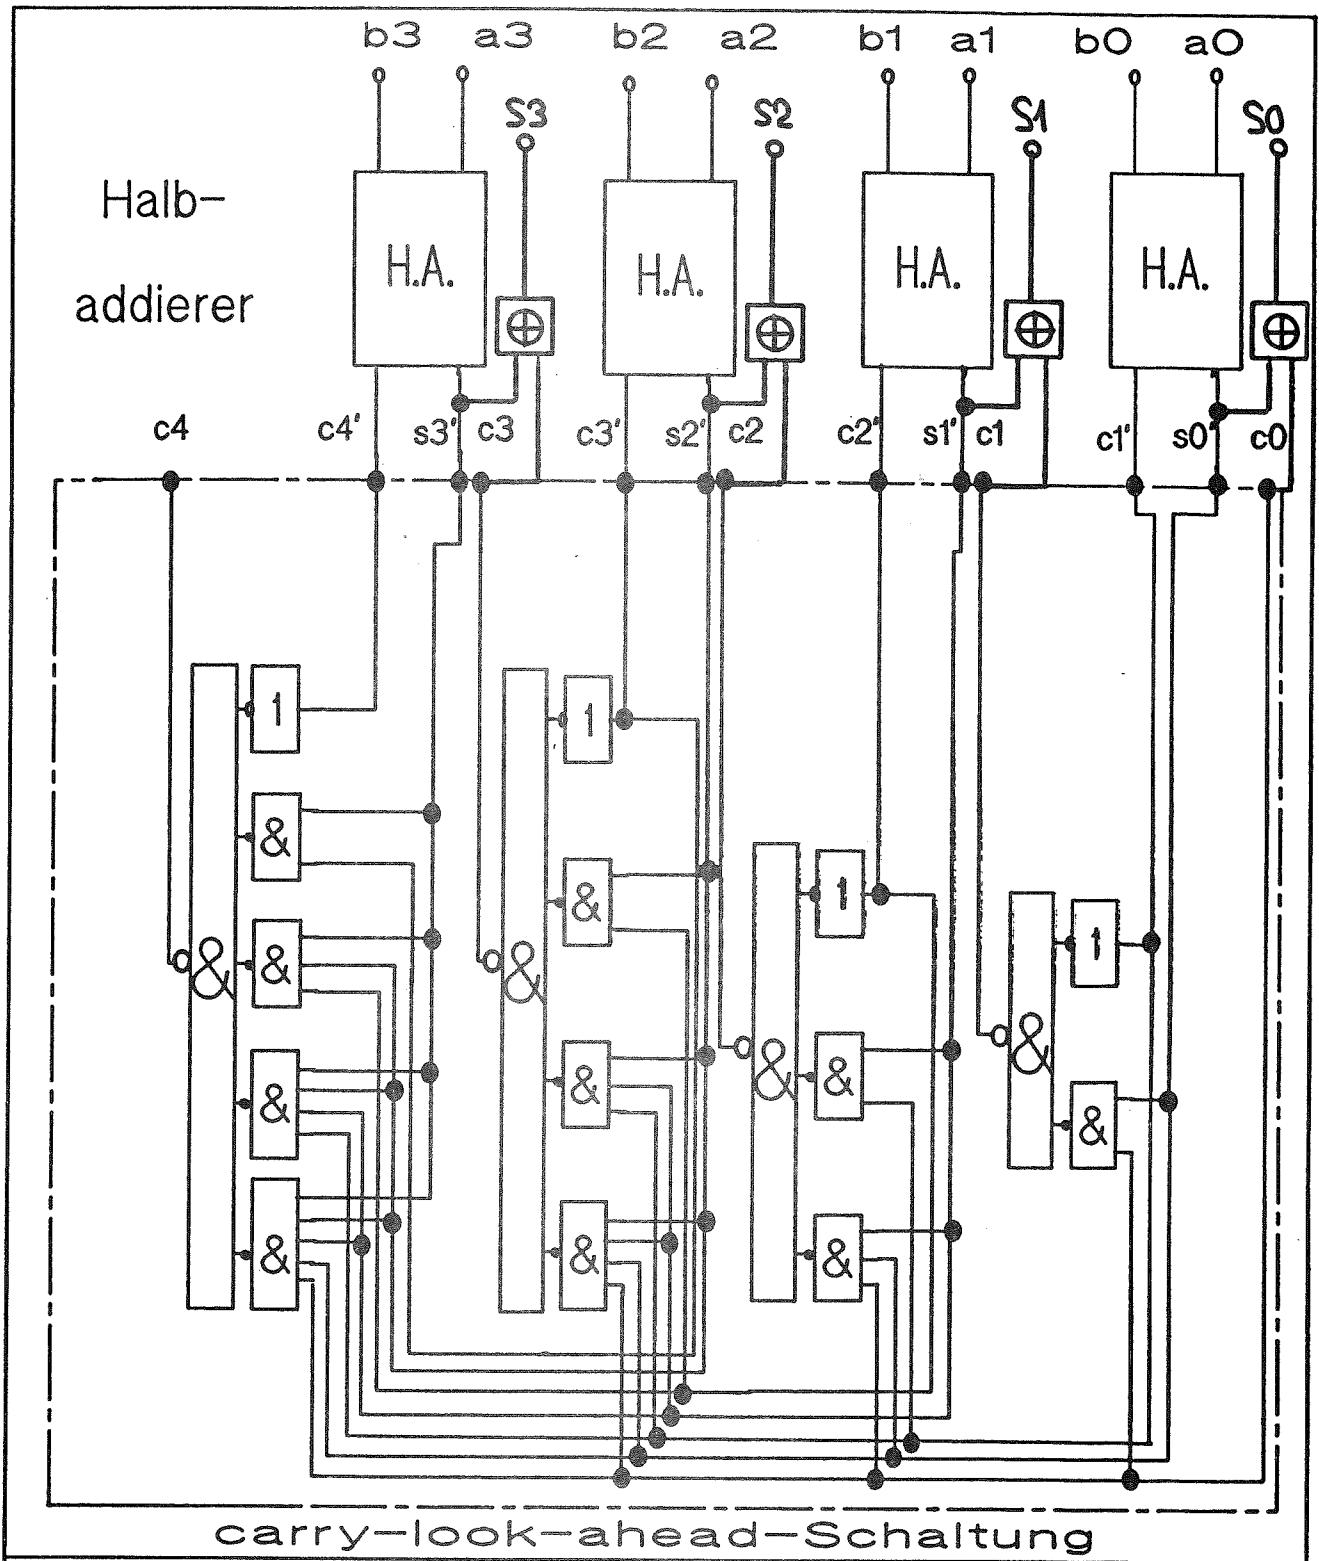 b3 a3 b2 a2 b1 a1 b0 a0
S3 S2 S1 S0
Halb-
addierer
H.A. H.A. H.A. H.A.
⊕ ⊕ ⊕ ⊕
c4 c4' s3' c3 c3' s2' c2 c2' s1' c1 c1' s0' c0
1 1
&
& 1
& 1
& & &
&
& & & &
& &
& & &
carry-look-ahead-Schaltung